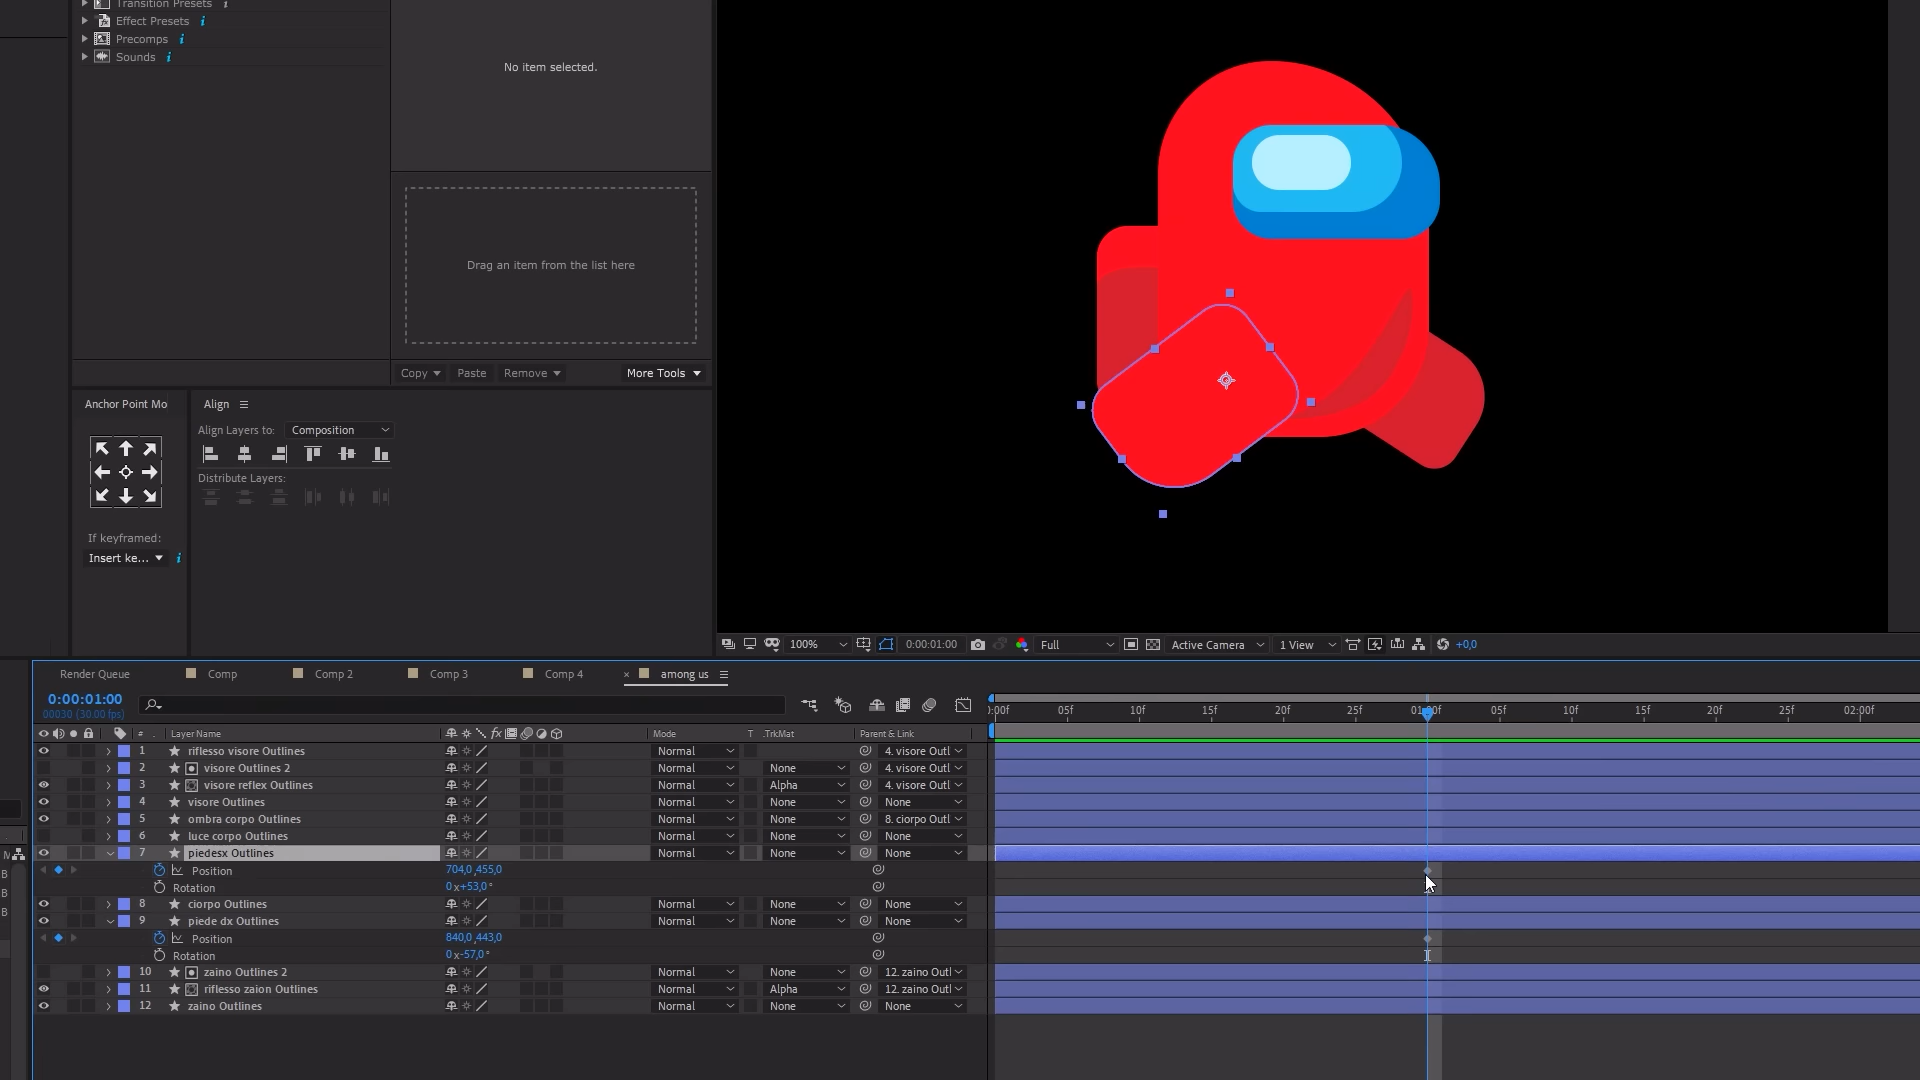 Transition Presets i
Effect Presets i
Precomps i
Sounds i
No item selected.
Drag an item from the list here
Copy Paste Remove More Tools
Anchor Point Mo
Align
Align Layers to: Composition
Distribute Layers:
If keyframed:
Insert ke... i
100% 0:00:01:00 Full Active Camera 1 View +0,0
Render Queue Comp Comp 2 Comp 3 Comp 4 × among us
0:00:01:00
00030 (30.00 fps)
:00f 05f 10f 15f 20f 25f 01:00f 05f 10f 15f 20f 25f 02:00f
# . Layer Name fx Mode T .TrkMat Parent & Link
1 riflesso visore Outlines Normal 4. visore Outl
2 visore Outlines 2 Normal None 4. visore Outl
3 visore reflex Outlines Normal Alpha 4. visore Outl
4 visore Outlines Normal None None
5 ombra corpo Outlines Normal None 8. ciorpo Outl
6 luce corpo Outlines Normal None None
7 piedesx Outlines Normal None None
Position 704,0 ,455,0
Rotation 0 x+53,0°
8 ciorpo Outlines Normal None None
9 piede dx Outlines Normal None None
Position 840,0 ,443,0
Rotation 0 x-57,0°
10 zaino Outlines 2 Normal None 12. zaino Outl
11 riflesso zaion Outlines Normal Alpha 12. zaino Outl
12 zaino Outlines Normal None None